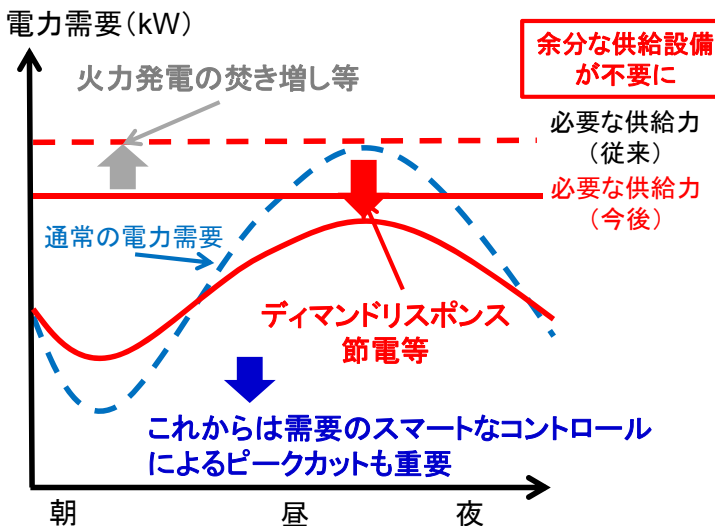 電力需要（kW）
余分な供給設備
が不要に
火力発電の焚き増し等
必要な供給力
（従来）
必要な供給力
（今後）
通常の電力需要
ディマンドリスポンス
節電等
これからは需要のスマートなコントロール
によるピークカットも重要
朝
昼
夜